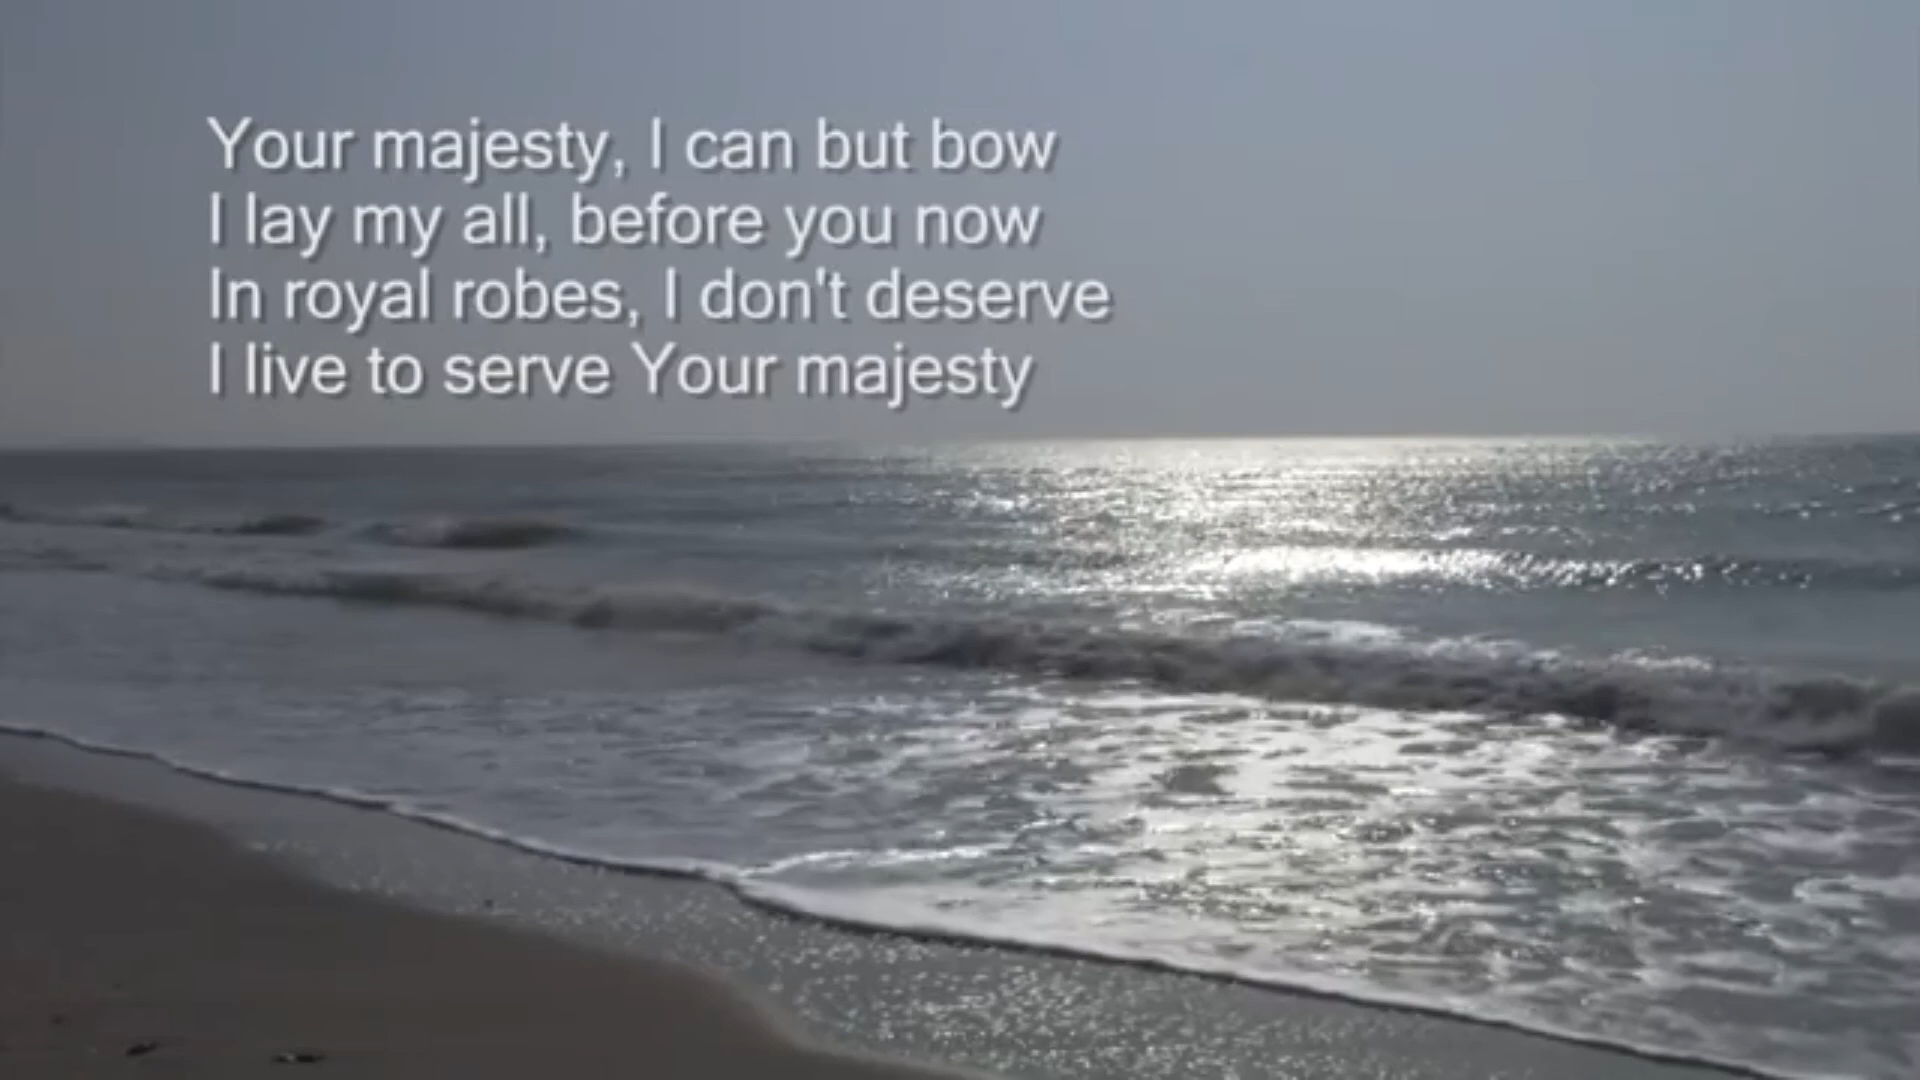 Your majesty, I can but bow
I lay my all, before you now
In royal robes, I don't deserve
I live to serve Your majesty